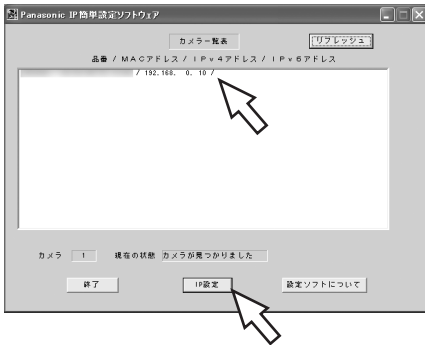 Panasonic IP簡単設定ソフトウェア
カメラ一覧表
リフレッシュ
品番 / MACアドレス / IPv4アドレス / IPv6アドレス
/ 192.168. 0. 10 /
カメラ 1 現在の状態 カメラが見つかりました
終了 IP設定 設定ソフトについて